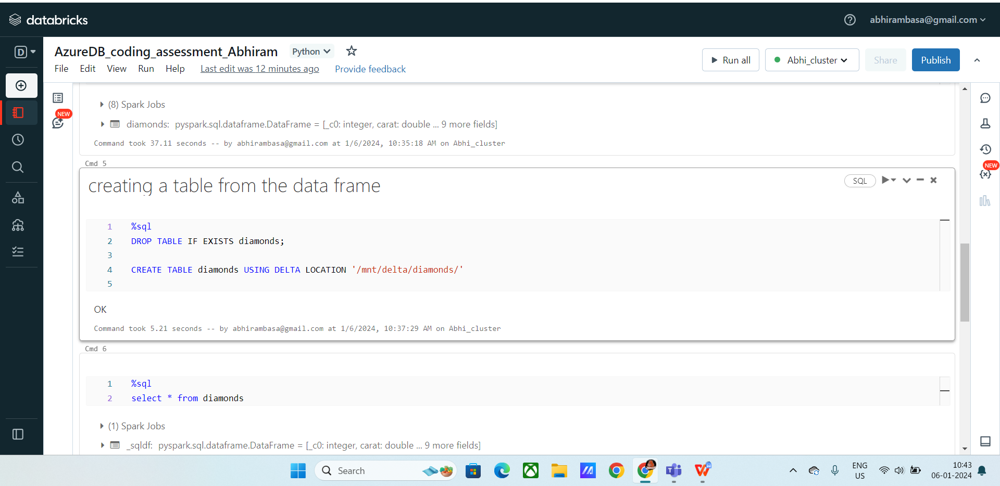 databricks
abhirambasa@gmail.com
D
AzureDB_coding_assessment_Abhiram Python
File Edit View Run Help Last edit was 12 minutes ago Provide feedback
Run all Abhi_cluster Share Publish
NEW
(8) Spark Jobs
diamonds: pyspark.sql.dataframe.DataFrame = [_c0: integer, carat: double ... 9 more fields]
Command took 37.11 seconds -- by abhirambasa@gmail.com at 1/6/2024, 10:35:18 AM on Abhi_cluster
NEW
Cmd 5
creating a table from the data frame
SQL
1 %sql
2 DROP TABLE IF EXISTS diamonds;
3
4 CREATE TABLE diamonds USING DELTA LOCATION '/mnt/delta/diamonds/'
5
OK
Command took 5.21 seconds -- by abhirambasa@gmail.com at 1/6/2024, 10:37:29 AM on Abhi_cluster
Cmd 6
1 %sql
2 select * from diamonds
(1) Spark Jobs
_sqldf: pyspark.sql.dataframe.DataFrame = [_c0: integer, carat: double ... 9 more fields]
Search
ENG
US
10:43
06-01-2024